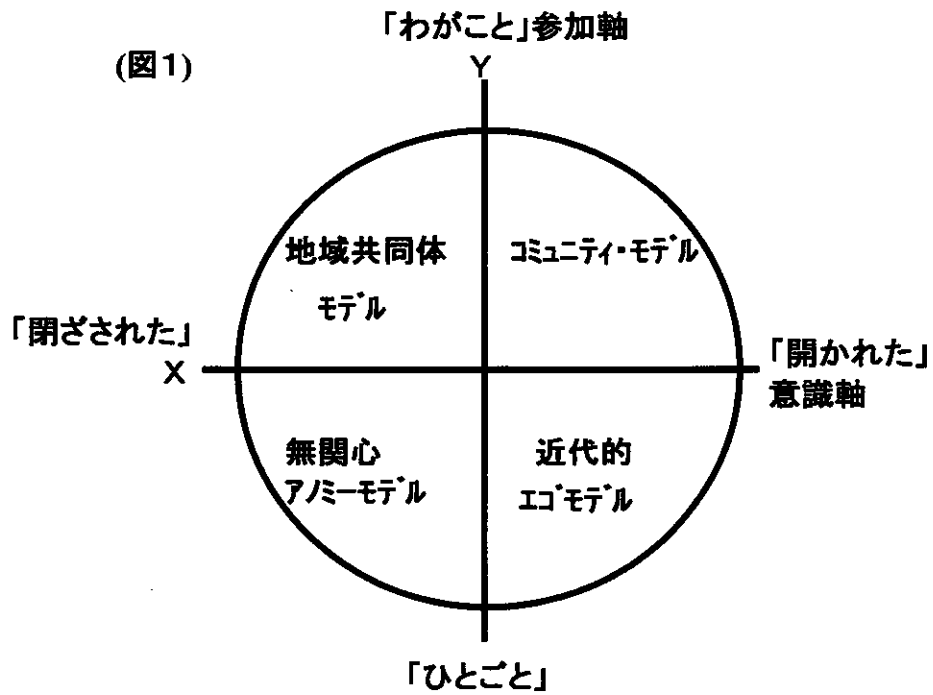 「わがこと」参加軸
(図1)
Y
地域共同体
モデル
コミュニティ・モデル
「閉ざされた」
X
「開かれた」
意識軸
無関心
アノミーモデル
近代的
エゴモデル
「ひとごと」